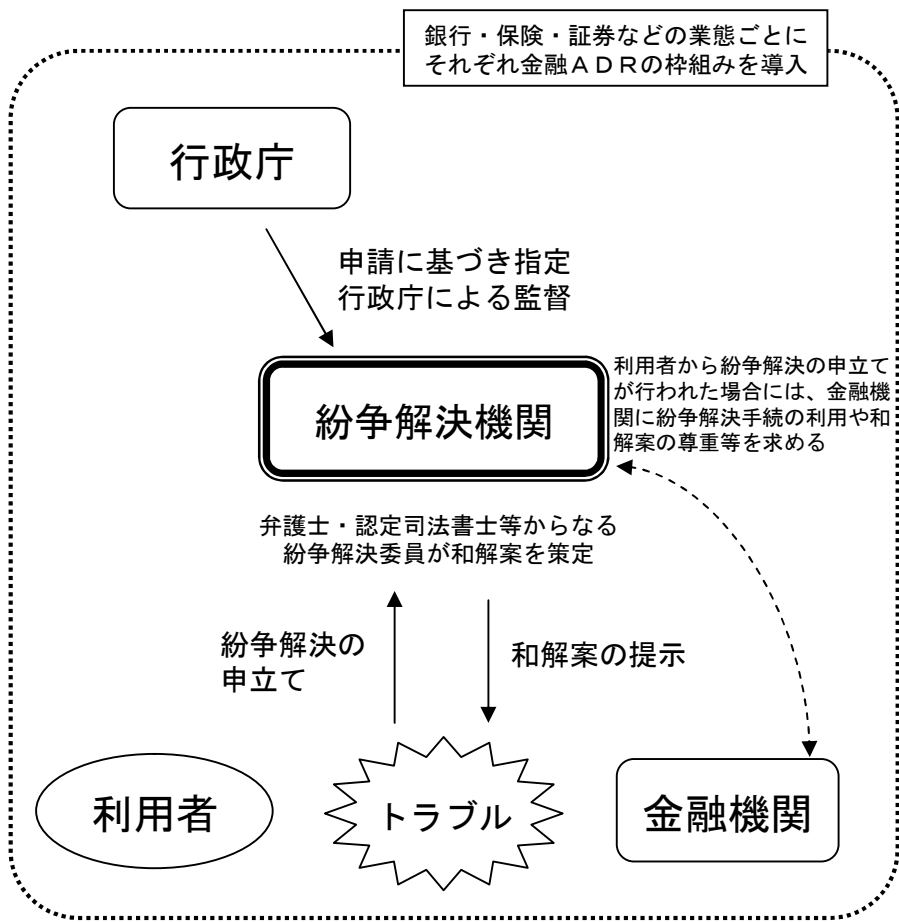 銀行・保険・証券などの業態ごとに
それぞれ金融ＡＤＲの枠組みを導入
行政庁
申請に基づき指定
行政庁による監督
紛争解決機関
利用者から紛争解決の申立て
が行われた場合には、金融機
関に紛争解決手続の利用や和
解案の尊重等を求める
弁護士・認定司法書士等からなる
紛争解決委員が和解案を策定
紛争解決の
申立て
和解案の提示
利用者
トラブル
金融機関